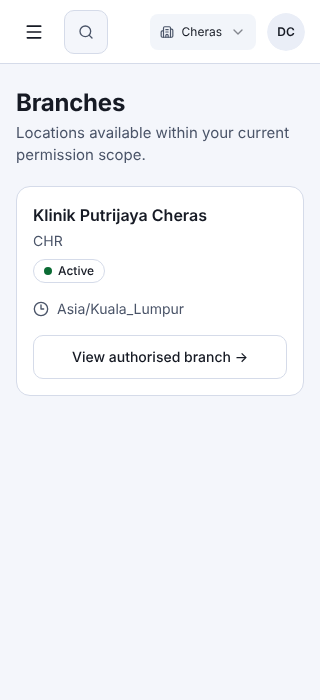 Cheras
DC
Branches
Locations available within your current
permission scope.
Klinik Putrijaya Cheras
CHR
Active
Asia/Kuala_Lumpur
View authorised branch →